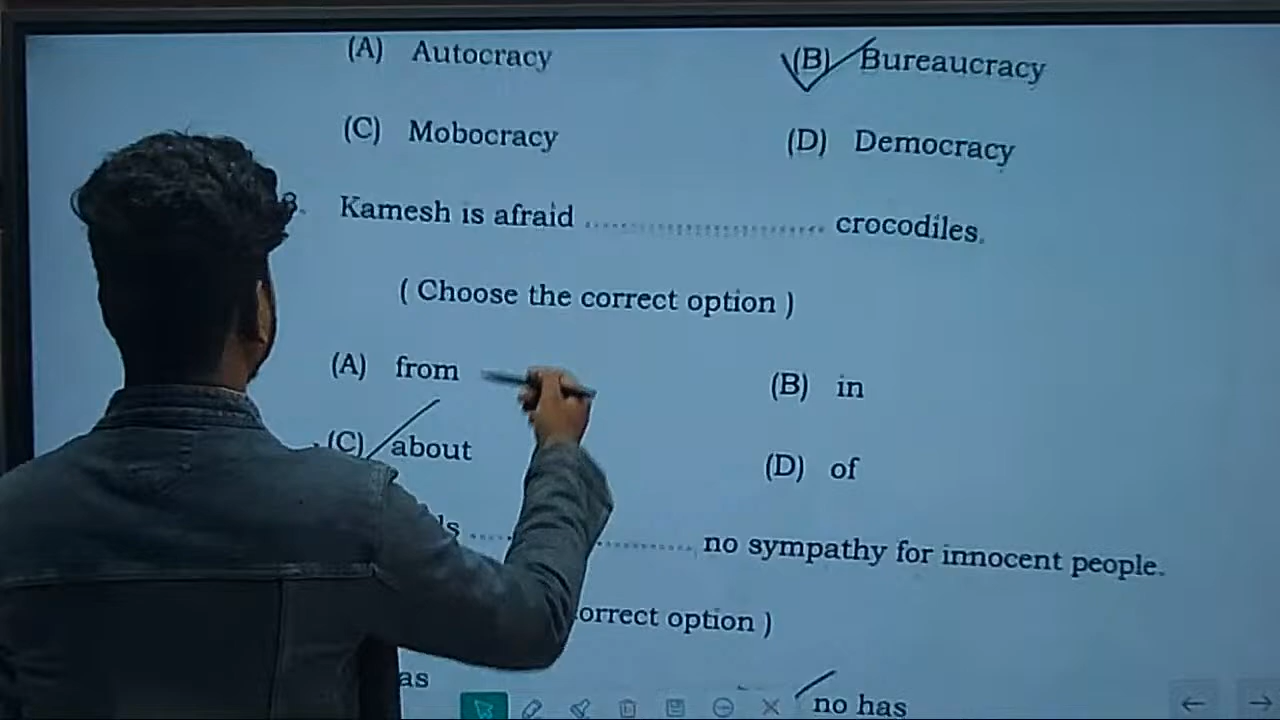 (A) Autocracy (B) Bureaucracy
(C) Mobocracy (D) Democracy
3. Kamesh is afraid ........................ crocodiles.
( Choose the correct option )
(A) from (B) in
(C) about (D) of
no sympathy for innocent people.
orrect option )
as no has